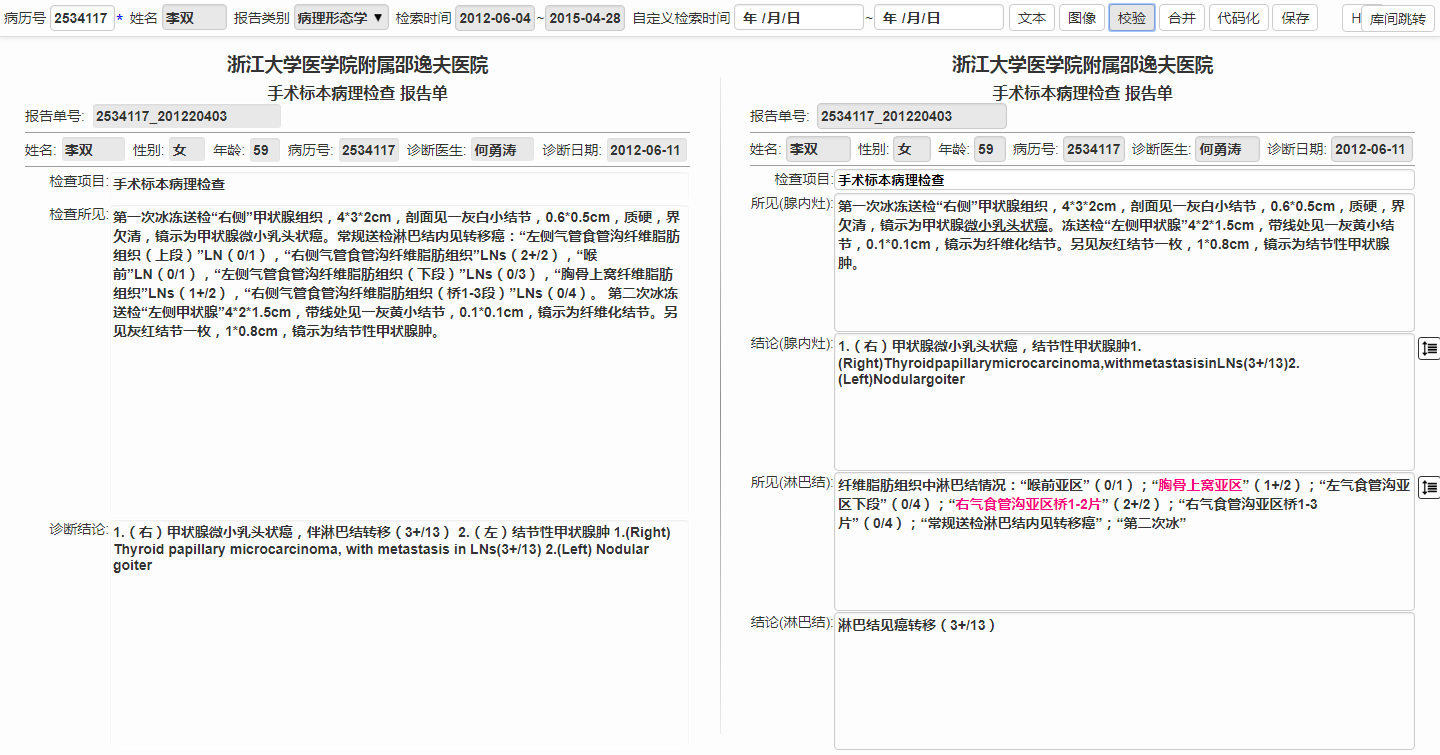 病历号 2534117 * 姓名 李双 报告类别 病理形态学 ▼ 检索时间 2012-06-04 ~ 2015-04-28 自定义检索时间 年 /月/日 ~ 年 /月/日 文本 图像 校验 合并 代码化 保存 H 库间跳转
浙江大学医学院附属邵逸夫医院
手术标本病理检查 报告单
报告单号: 2534117_201220403
姓名: 李双 性别: 女 年龄: 59 病历号: 2534117 诊断医生: 何勇涛 诊断日期: 2012-06-11
检查项目: 手术标本病理检查
检查所见: 第一次冰冻送检“右侧”甲状腺组织，4*3*2cm，剖面见一灰白小结节，0.6*0.5cm，质硬，界
欠清，镜示为甲状腺微小乳头状癌。常规送检淋巴结内见转移癌：“左侧气管食管沟纤维脂肪
组织（上段）”LN（0/1），“右侧气管食管沟纤维脂肪组织”LNs（2+/2），“喉
前”LN（0/1），“左侧气管食管沟纤维脂肪组织（下段）”LNs（0/3），“胸骨上窝纤维脂肪
组织”LNs（1+/2），“右侧气管食管沟纤维脂肪组织（桥1-3段）”LNs（0/4）。 第二次冰冻
送检“左侧甲状腺”4*2*1.5cm，带线处见一灰黄小结节，0.1*0.1cm，镜示为纤维化结节。另
见灰红结节一枚，1*0.8cm，镜示为结节性甲状腺肿。
诊断结论: 1.（右）甲状腺微小乳头状癌，伴淋巴结转移（3+/13） 2.（左）结节性甲状腺肿 1.(Right)
Thyroid papillary microcarcinoma, with metastasis in LNs(3+/13) 2.(Left) Nodular
goiter
浙江大学医学院附属邵逸夫医院
手术标本病理检查 报告单
报告单号: 2534117_201220403
姓名: 李双 性别: 女 年龄: 59 病历号: 2534117 诊断医生: 何勇涛 诊断日期: 2012-06-11
检查项目: 手术标本病理检查
所见(腺内灶): 第一次冰冻送检“右侧”甲状腺组织，4*3*2cm，剖面见一灰白小结节，0.6*0.5cm，质硬，界
欠清，镜示为甲状腺微小乳头状癌。冻送检“左侧甲状腺”4*2*1.5cm，带线处见一灰黄小结
节，0.1*0.1cm，镜示为纤维化结节。另见灰红结节一枚，1*0.8cm，镜示为结节性甲状腺
肿。
结论(腺内灶): 1.（右）甲状腺微小乳头状癌，结节性甲状腺肿1.
(Right)Thyroidpapillarymicrocarcinoma,withmetastasisinLNs(3+/13)2.
(Left)Nodulargoiter
所见(淋巴结): 纤维脂肪组织中淋巴结情况：“喉前亚区”（0/1）；“胸骨上窝亚区”（1+/2）；“左气食管沟亚
区下段”（0/4）；“右气食管沟亚区桥1-2片”（2+/2）；“右气食管沟亚区桥1-3
片”（0/4）；“常规送检淋巴结内见转移癌”；“第二次冰”
结论(淋巴结): 淋巴结见癌转移（3+/13）